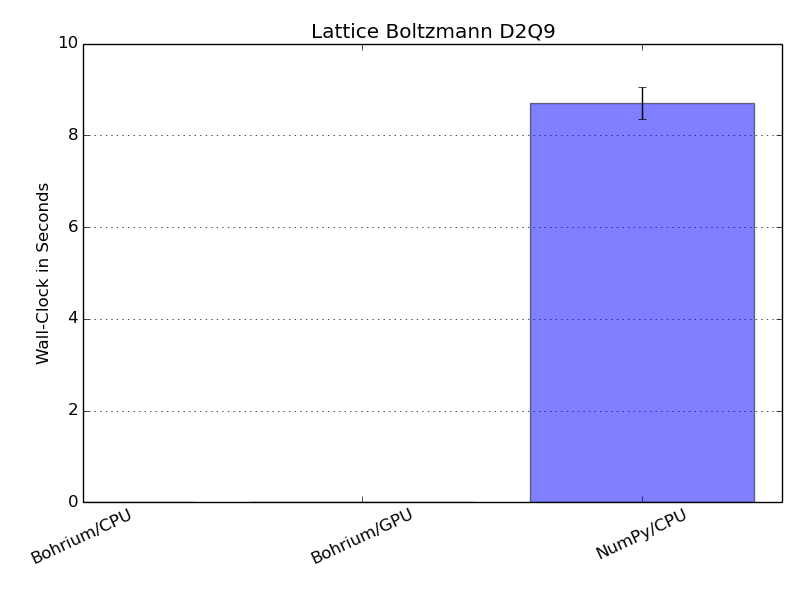 Lattice Boltzmann D2Q9
10
8
6
4
2
0
Wall-Clock in Seconds
Bohrium/CPU
Bohrium/GPU
NumPy/CPU